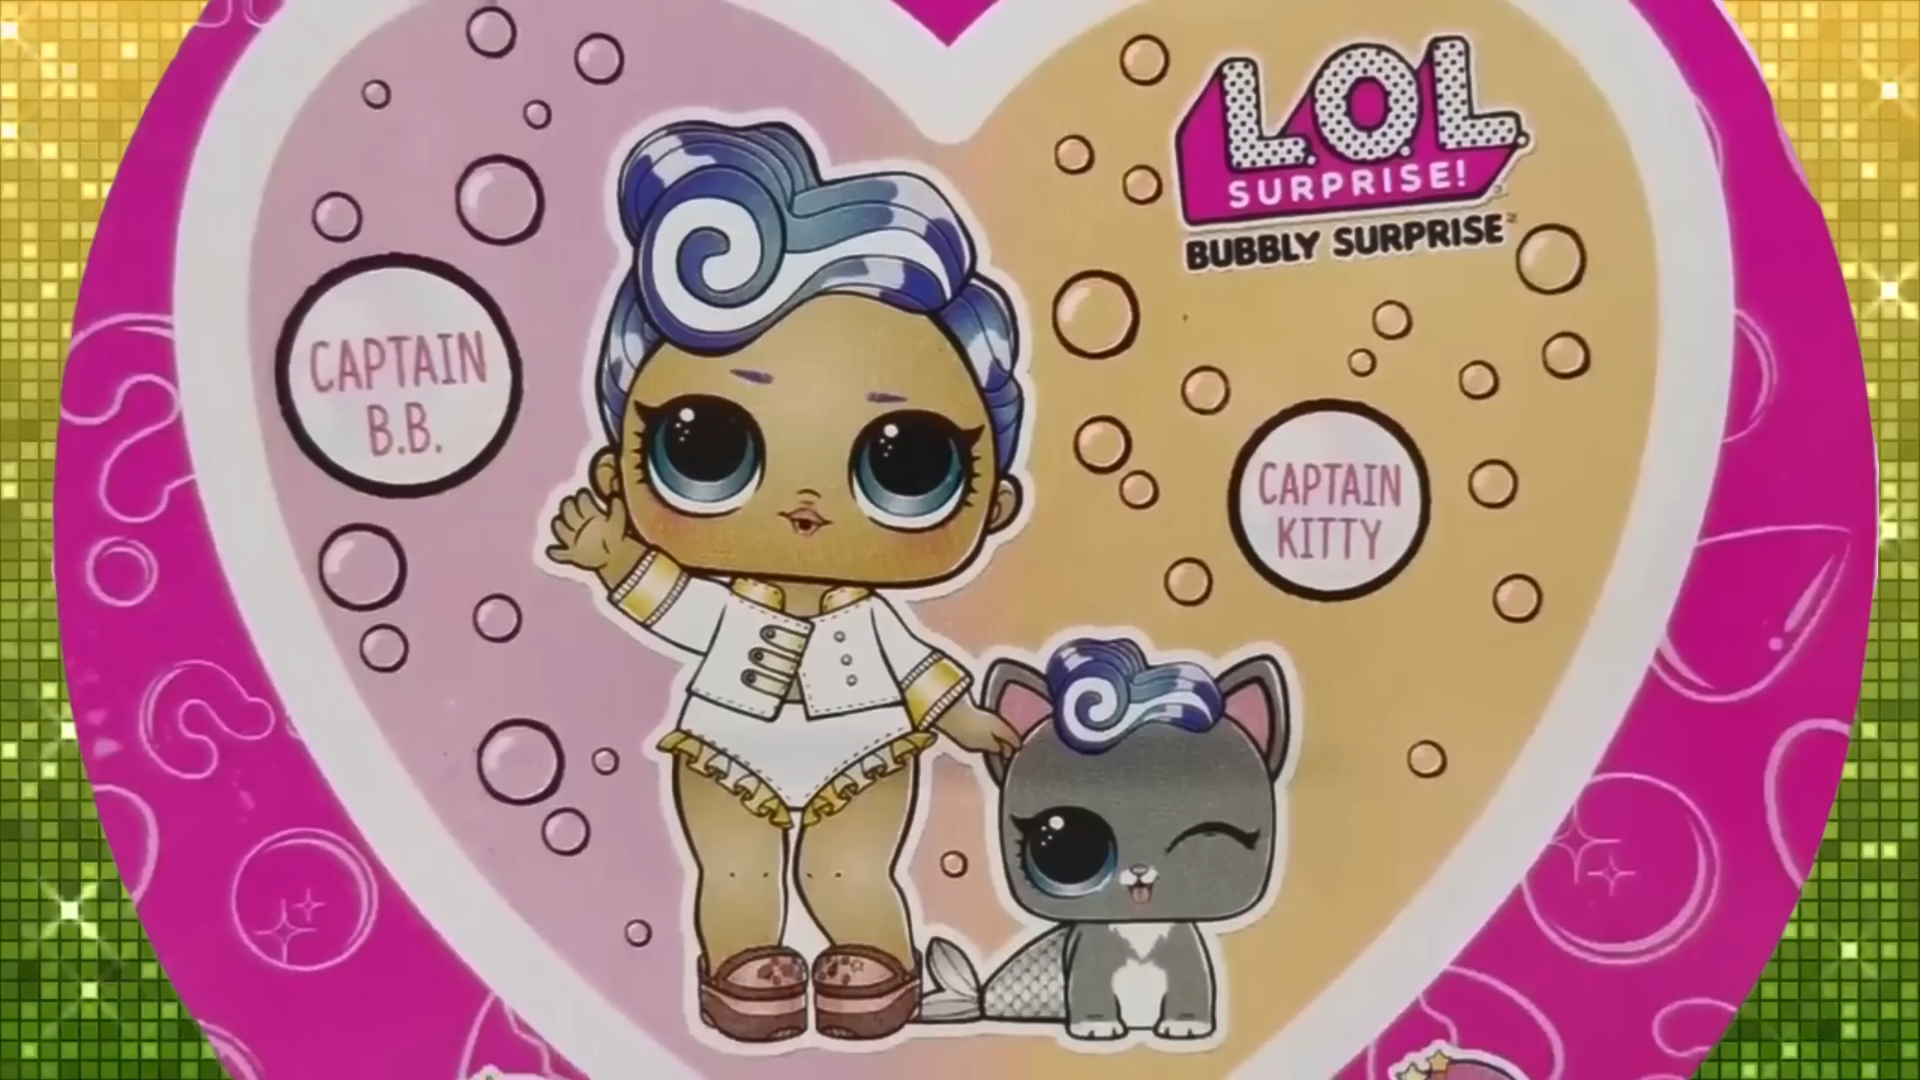 L.O.L.
SURPRISE!
BUBBLY SURPRISE
CAPTAIN
B.B.
CAPTAIN
KITTY